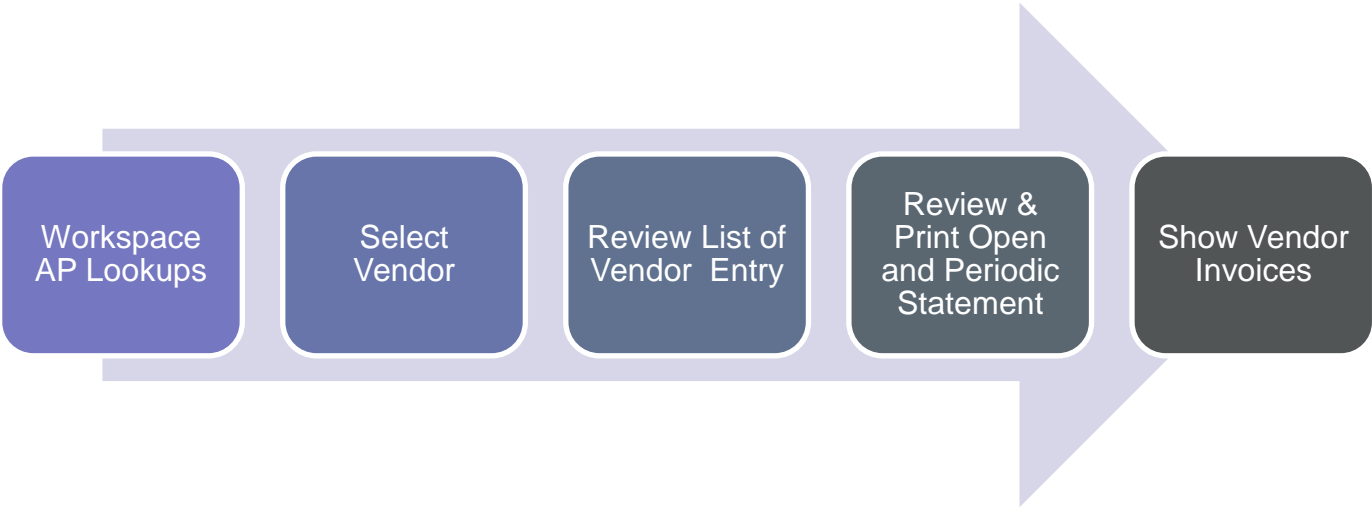 Workspace
AP Lookups
Select
Vendor
Review List of
Vendor  Entry
Review &
Print Open
and Periodic
Statement
Show Vendor
Invoices